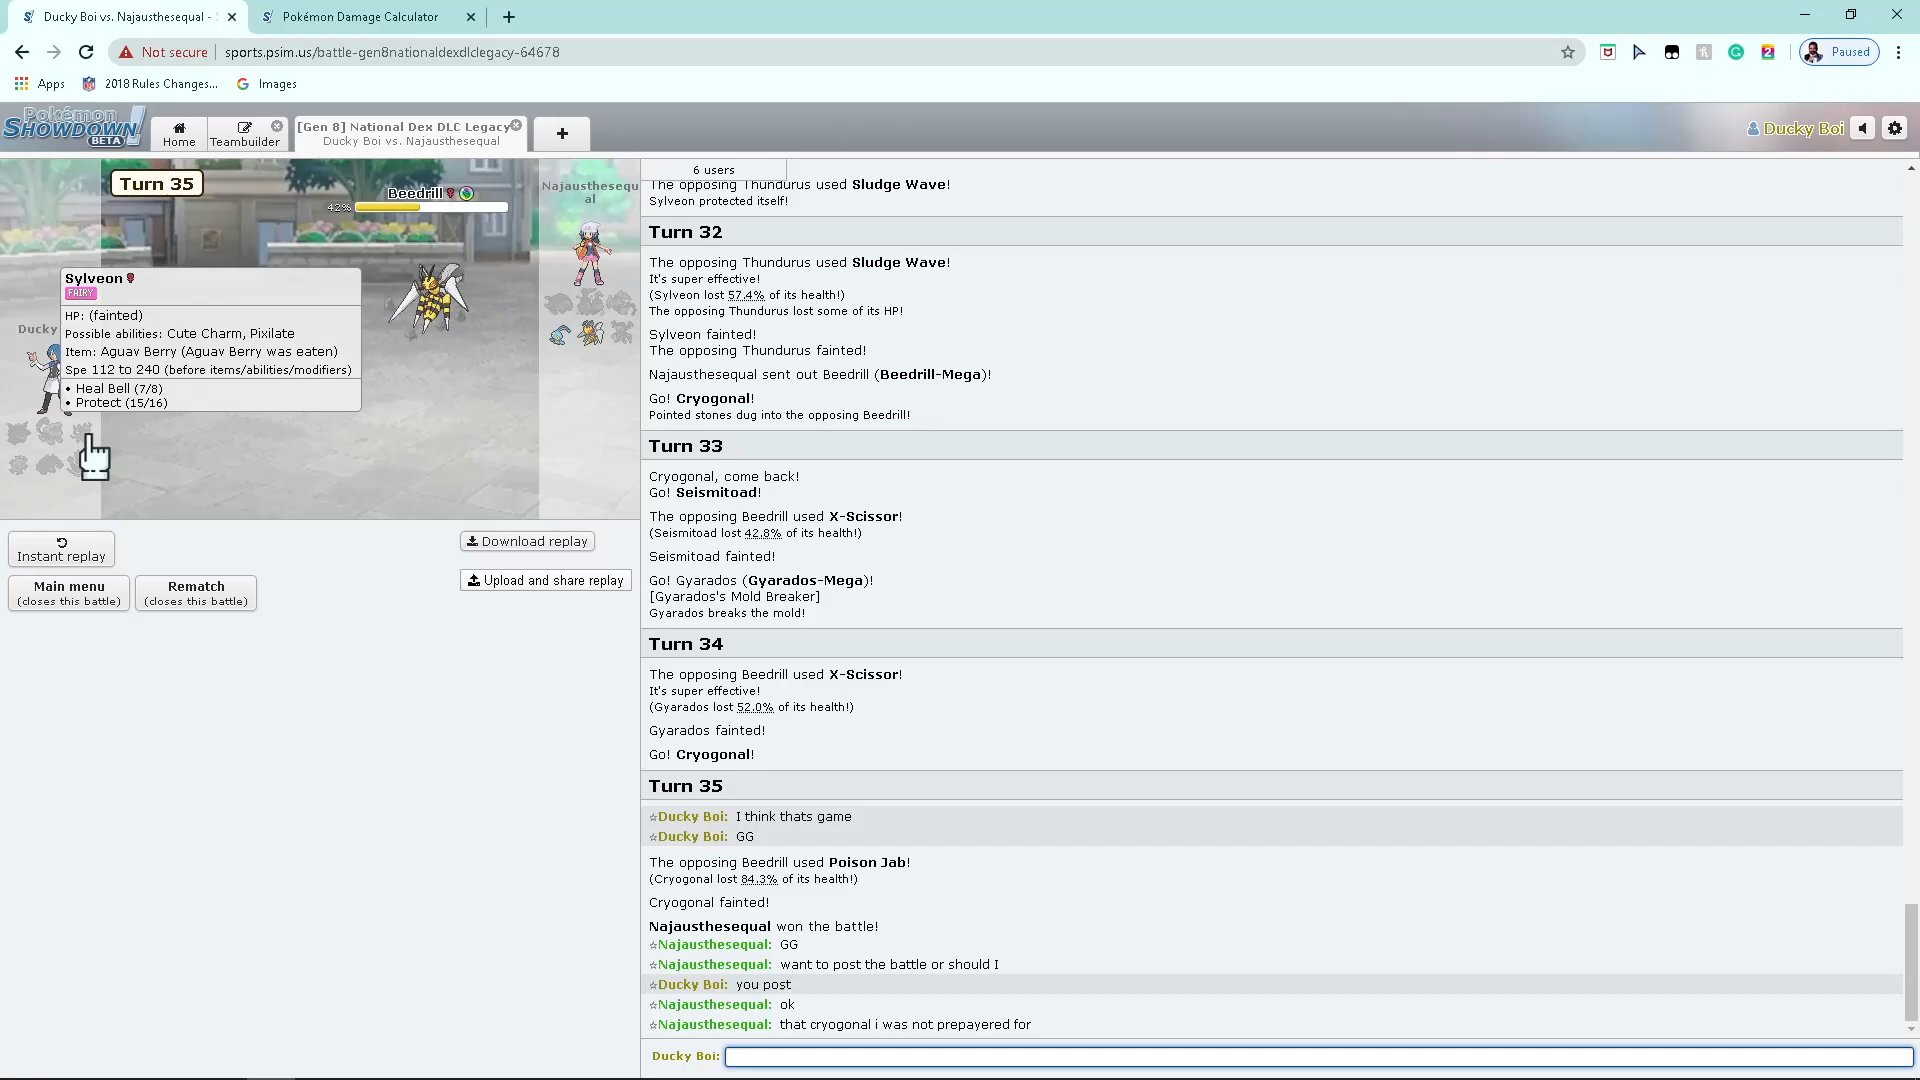 Ducky Boi vs. Najausthesequal -
Pokémon Damage Calculator
Not secure
sports.psim.us/battle-gen8nationaldexdlclegacy-64678
Paused
Apps
2018 Rules Changes...
Images
Pokémon
SHOWDOWN!
BETA
Home
Teambuilder
[Gen 8] National Dex DLC Legacy
Ducky Boi vs. Najausthesequal
Ducky Boi
Turn 35
Beedrill
42%
Najausthesequ
al
Ducky
Sylveon
FAIRY
HP: (fainted)
Possible abilities: Cute Charm, Pixilate
Item: Aguav Berry (Aguav Berry was eaten)
Spe 112 to 240 (before items/abilities/modifiers)
• Heal Bell (7/8)
• Protect (15/16)
Instant replay
Download replay
Upload and share replay
Main menu
(closes this battle)
Rematch
(closes this battle)
6 users
The opposing Thundurus used Sludge Wave!
Sylveon protected itself!
Turn 32
The opposing Thundurus used Sludge Wave!
It's super effective!
(Sylveon lost 57.4% of its health!)
The opposing Thundurus lost some of its HP!
Sylveon fainted!
The opposing Thundurus fainted!
Najausthesequal sent out Beedrill (Beedrill-Mega)!
Go! Cryogonal!
Pointed stones dug into the opposing Beedrill!
Turn 33
Cryogonal, come back!
Go! Seismitoad!
The opposing Beedrill used X-Scissor!
(Seismitoad lost 42.8% of its health!)
Seismitoad fainted!
Go! Gyarados (Gyarados-Mega)!
[Gyarados's Mold Breaker]
Gyarados breaks the mold!
Turn 34
The opposing Beedrill used X-Scissor!
It's super effective!
(Gyarados lost 52.0% of its health!)
Gyarados fainted!
Go! Cryogonal!
Turn 35
☆Ducky Boi: I think thats game
☆Ducky Boi: GG
The opposing Beedrill used Poison Jab!
(Cryogonal lost 84.3% of its health!)
Cryogonal fainted!
Najausthesequal won the battle!
☆Najausthesequal: GG
☆Najausthesequal: want to post the battle or should I
☆Ducky Boi: you post
☆Najausthesequal: ok
☆Najausthesequal: that cryogonal i was not prepayered for
Ducky Boi: